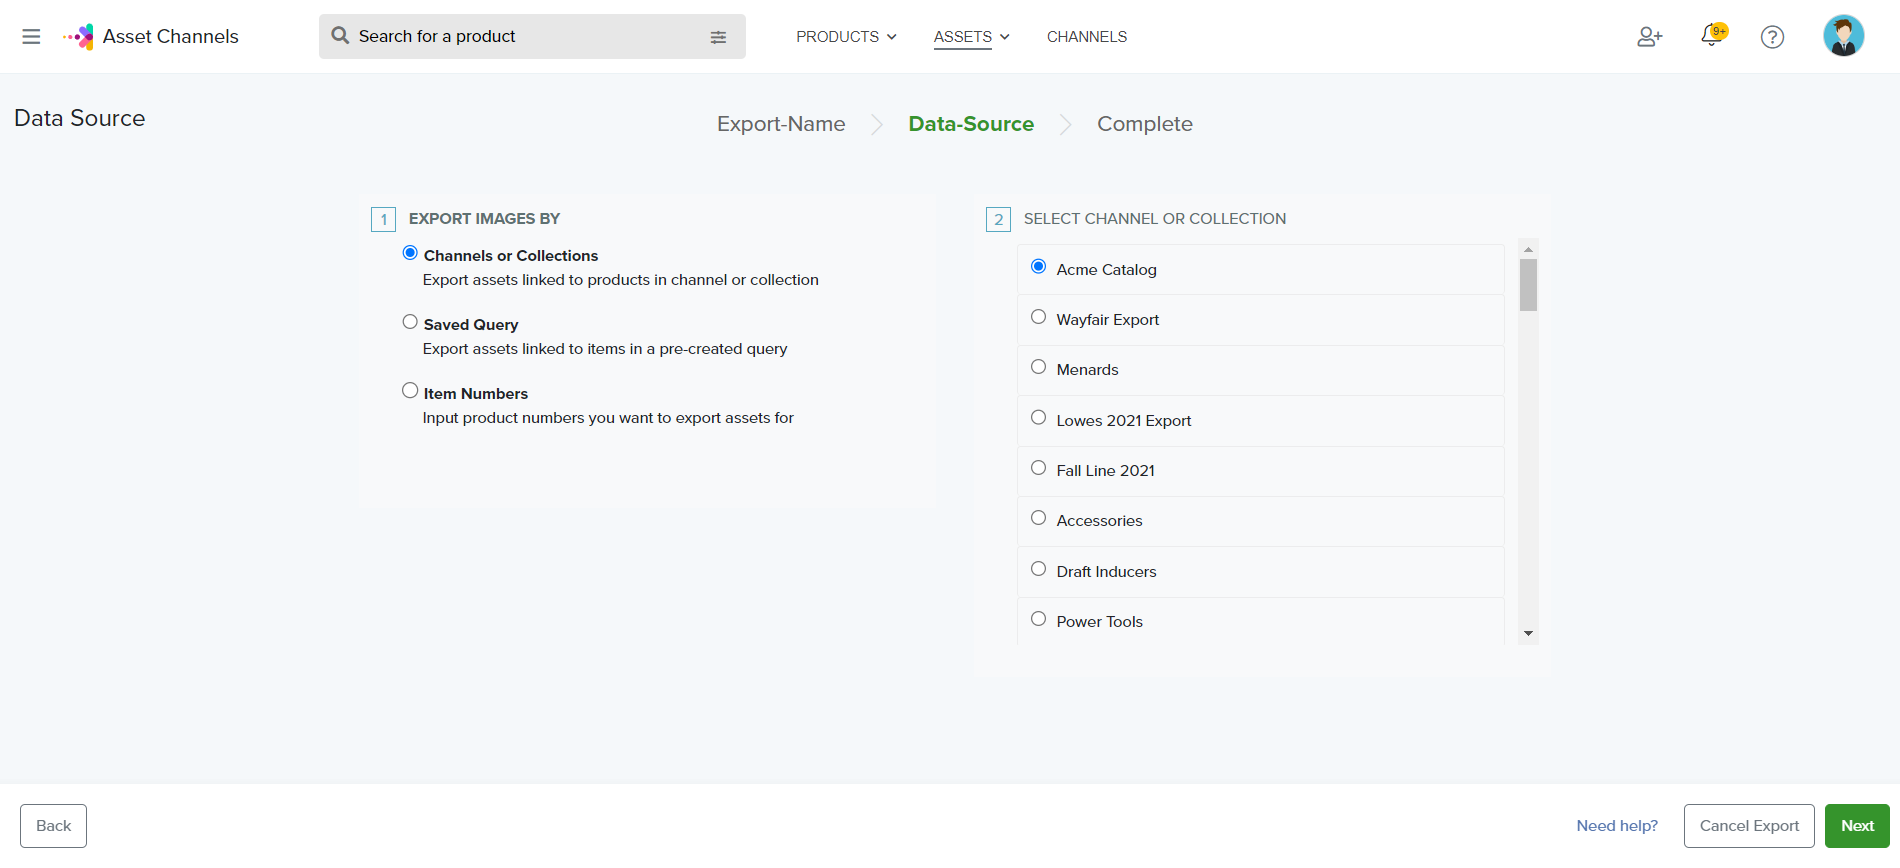 Asset Channels
Search for a product
PRODUCTS
ASSETS
CHANNELS
9+
?
Data Source
Export-Name
Data-Source
Complete
1 EXPORT IMAGES BY
Channels or Collections
Export assets linked to products in channel or collection
Saved Query
Export assets linked to items in a pre-created query
Item Numbers
Input product numbers you want to export assets for
2 SELECT CHANNEL OR COLLECTION
Acme Catalog
Wayfair Export
Menards
Lowes 2021 Export
Fall Line 2021
Accessories
Draft Inducers
Power Tools
Back
Need help?
Cancel Export
Next